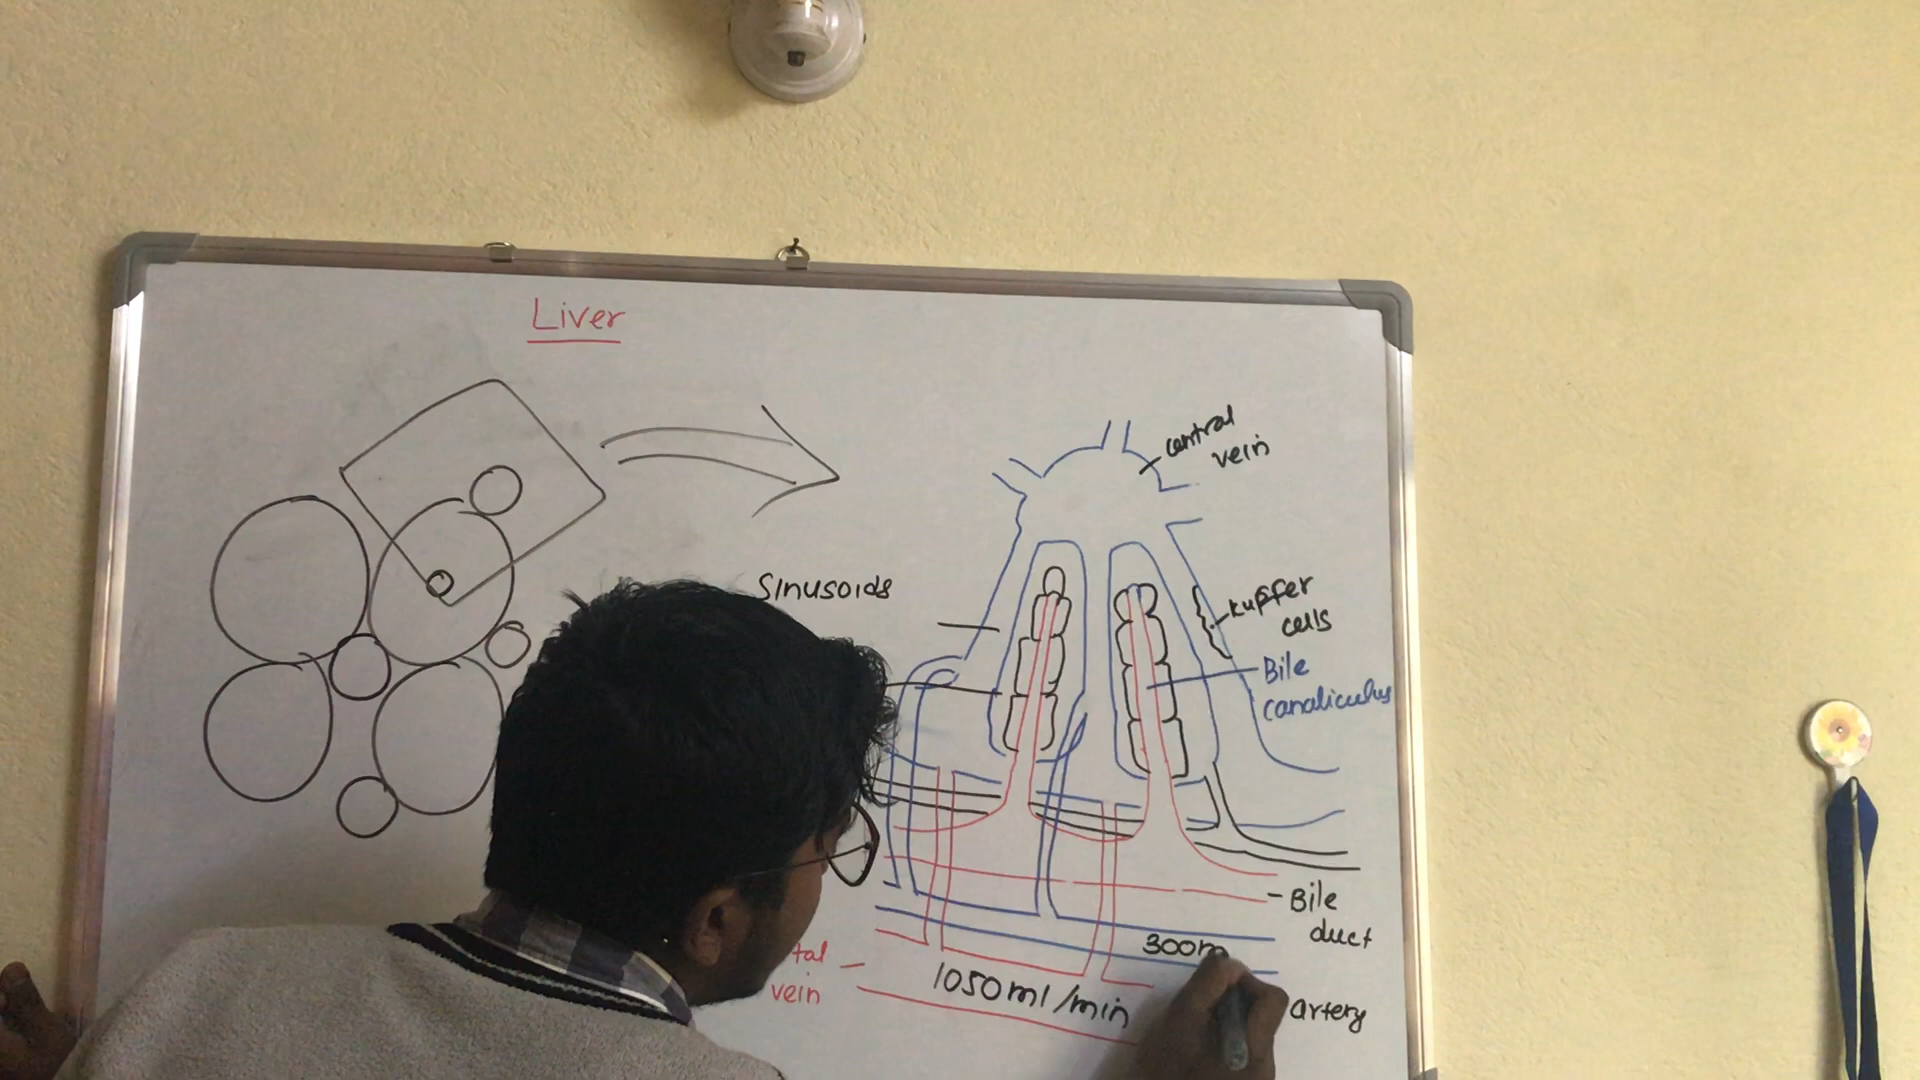 Liver
central
vein
Sinusoids
kupffer
cells
Bile
canaliculus
Bile
duct
300m
tal
vein
1050ml/min
artery